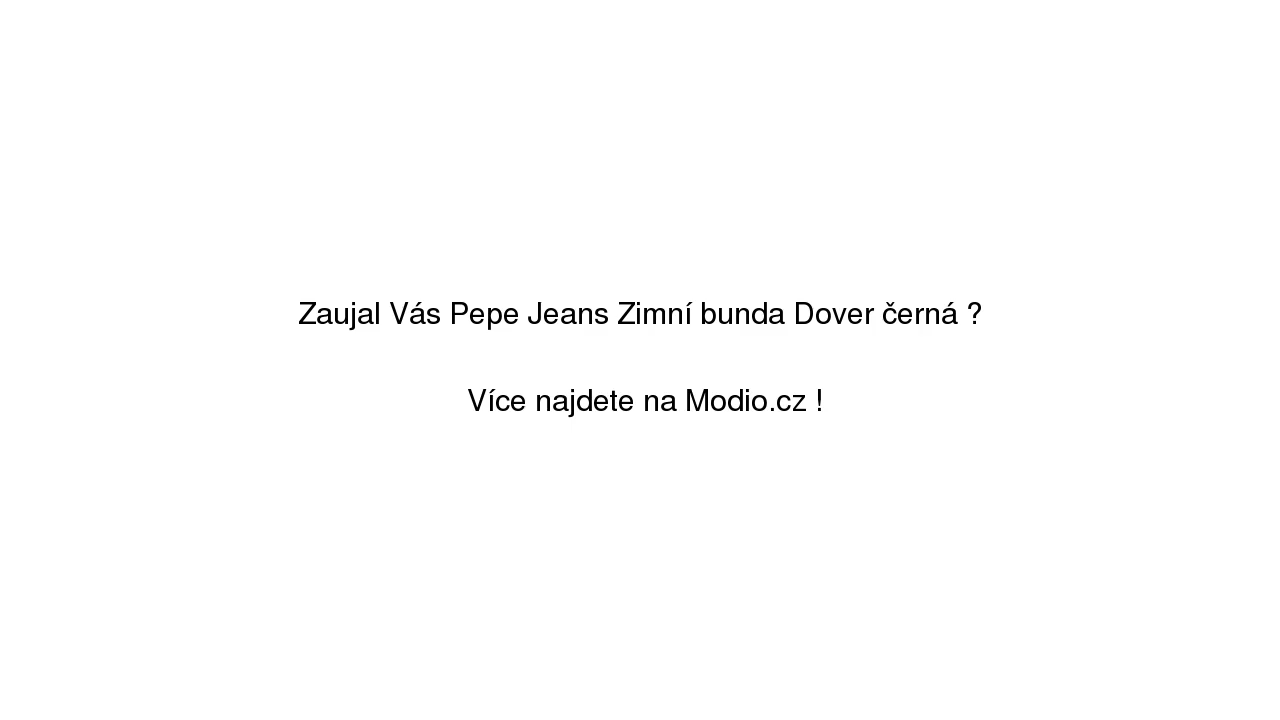 Zaujal Vás Pepe Jeans Zimní bunda Dover černá ?
Více najdete na Modio.cz !